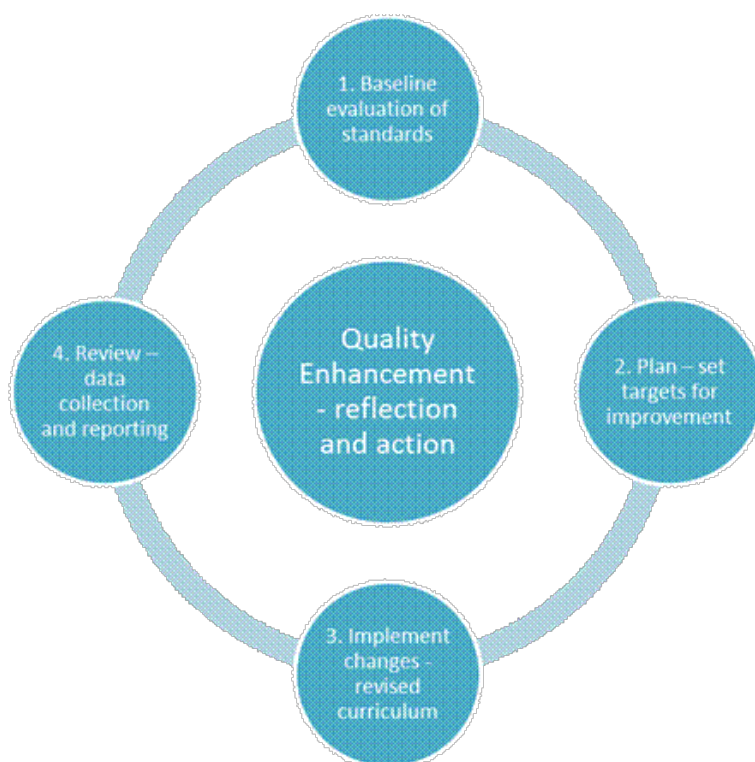 1. Baseline
evaluation of
standards
4. Review –
data
collection
and reporting
Quality
Enhancement
- reflection
and action
2. Plan – set
targets for
improvement
3. Implement
changes -
revised
curriculum